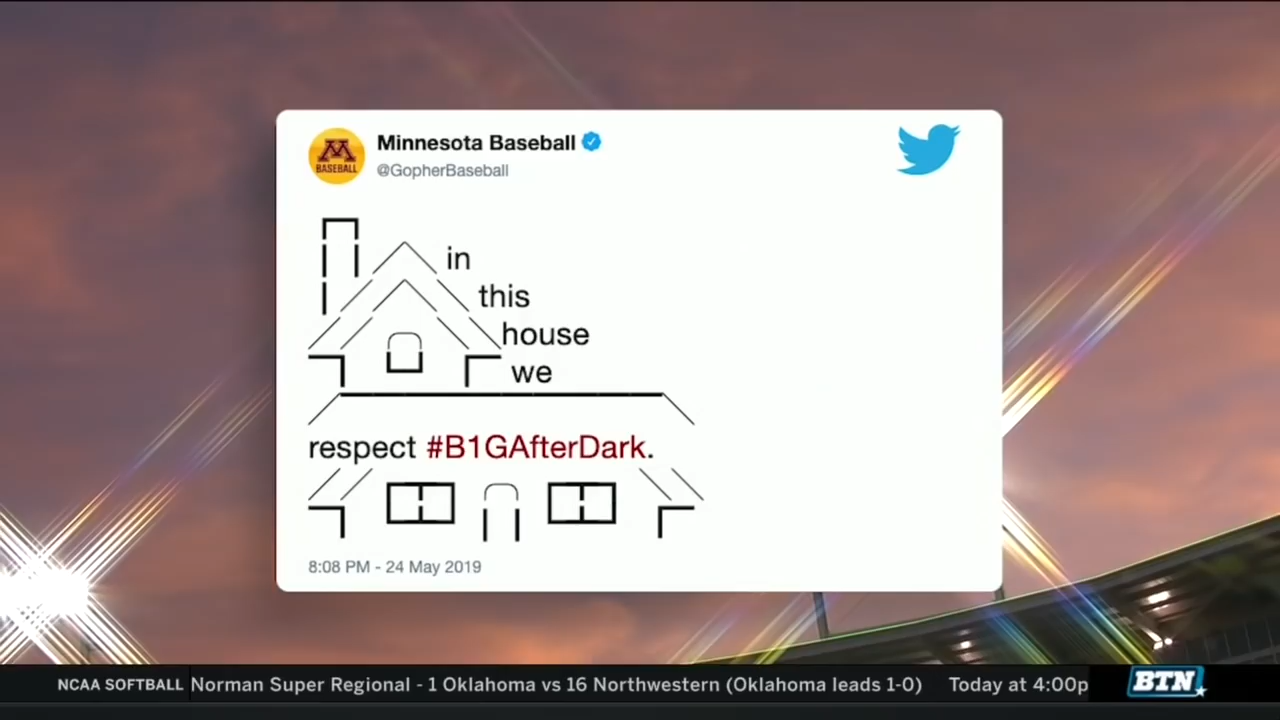 M
BASEBALL
Minnesota Baseball
@GopherBaseball
in
this
house
we
respect #B1GAfterDark.
8:08 PM - 24 May 2019
NCAA SOFTBALL Norman Super Regional - 1 Oklahoma vs 16 Northwestern (Oklahoma leads 1-0) Today at 4:00p
BTN